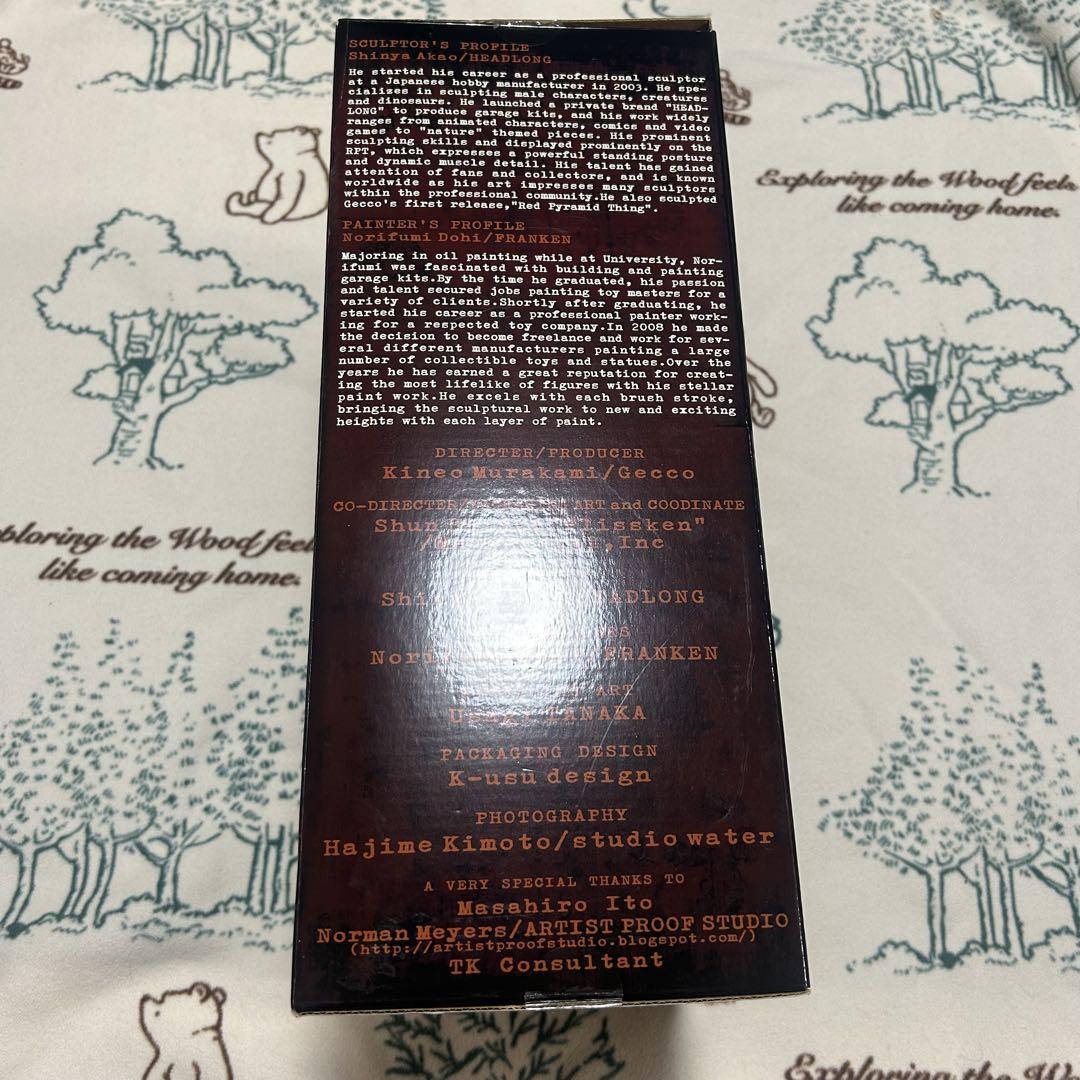 SCULPTOR'S PROFILE
Shinya Akao/HEADLONG
He started his career as a professional sculptor
at a Japanese hobby manufacturer in 2003. He spe-
cializes in sculpting male characters, creatures
and dinosaurs. He launched a private brand "HEAD-
LONG" to produce garage kits, and his work widely
ranges from animated characters, comics and video
games to "nature" themed pieces. His prominent
sculpting skills and displayed prominently on the
RPT, which expresses a powerful standing posture
and dynamic muscle detail. His talent has gained
attention of fans and collectors, and is known
worldwide as his art impresses many sculptors
within the professional community.He also sculpted
Gecco's first release,"Red Pyramid Thing".
PAINTER'S PROFILE
Norifumi Dohi/FRANKEN
Majoring in oil painting while at University, Nor-
ifumi was fascinated with building and painting
garage kits.By the time he graduated, his passion
and talent secured jobs painting toy masters for a
variety of clients.Shortly after graduating, he
started his career as a professional painter work-
ing for a respected toy company.In 2008 he made
the decision to become freelance and work for sev-
eral different manufacturers painting a large
number of collectible toys and statues.Over the
years he has earned a great reputation for creat-
ing the most lifelike of figures with his stellar
paint work.He excels with each brush stroke,
bringing the sculptural work to new and exciting
heights with each layer of paint.
DIRECTER/PRODUCER
Kineo Murakami/Gecco
CO-DIRECTER ART and COODINATE
Shun "Plissken"
,Inc
FRANKEN
ART
TANAKA
PACKAGING DESIGN
K-usu design
PHOTOGRAPHY
Hajime Kimoto/studio water
A VERY SPECIAL THANKS TO
Masahiro Ito
Norman Meyers/ARTIST PROOF STUDIO
(http://artistproofstudio.blogspot.com/)
TK Consultant
Exploring the Wood feels
like coming home.
Exploring the Wood feels
like coming home.
Exploring the Wood